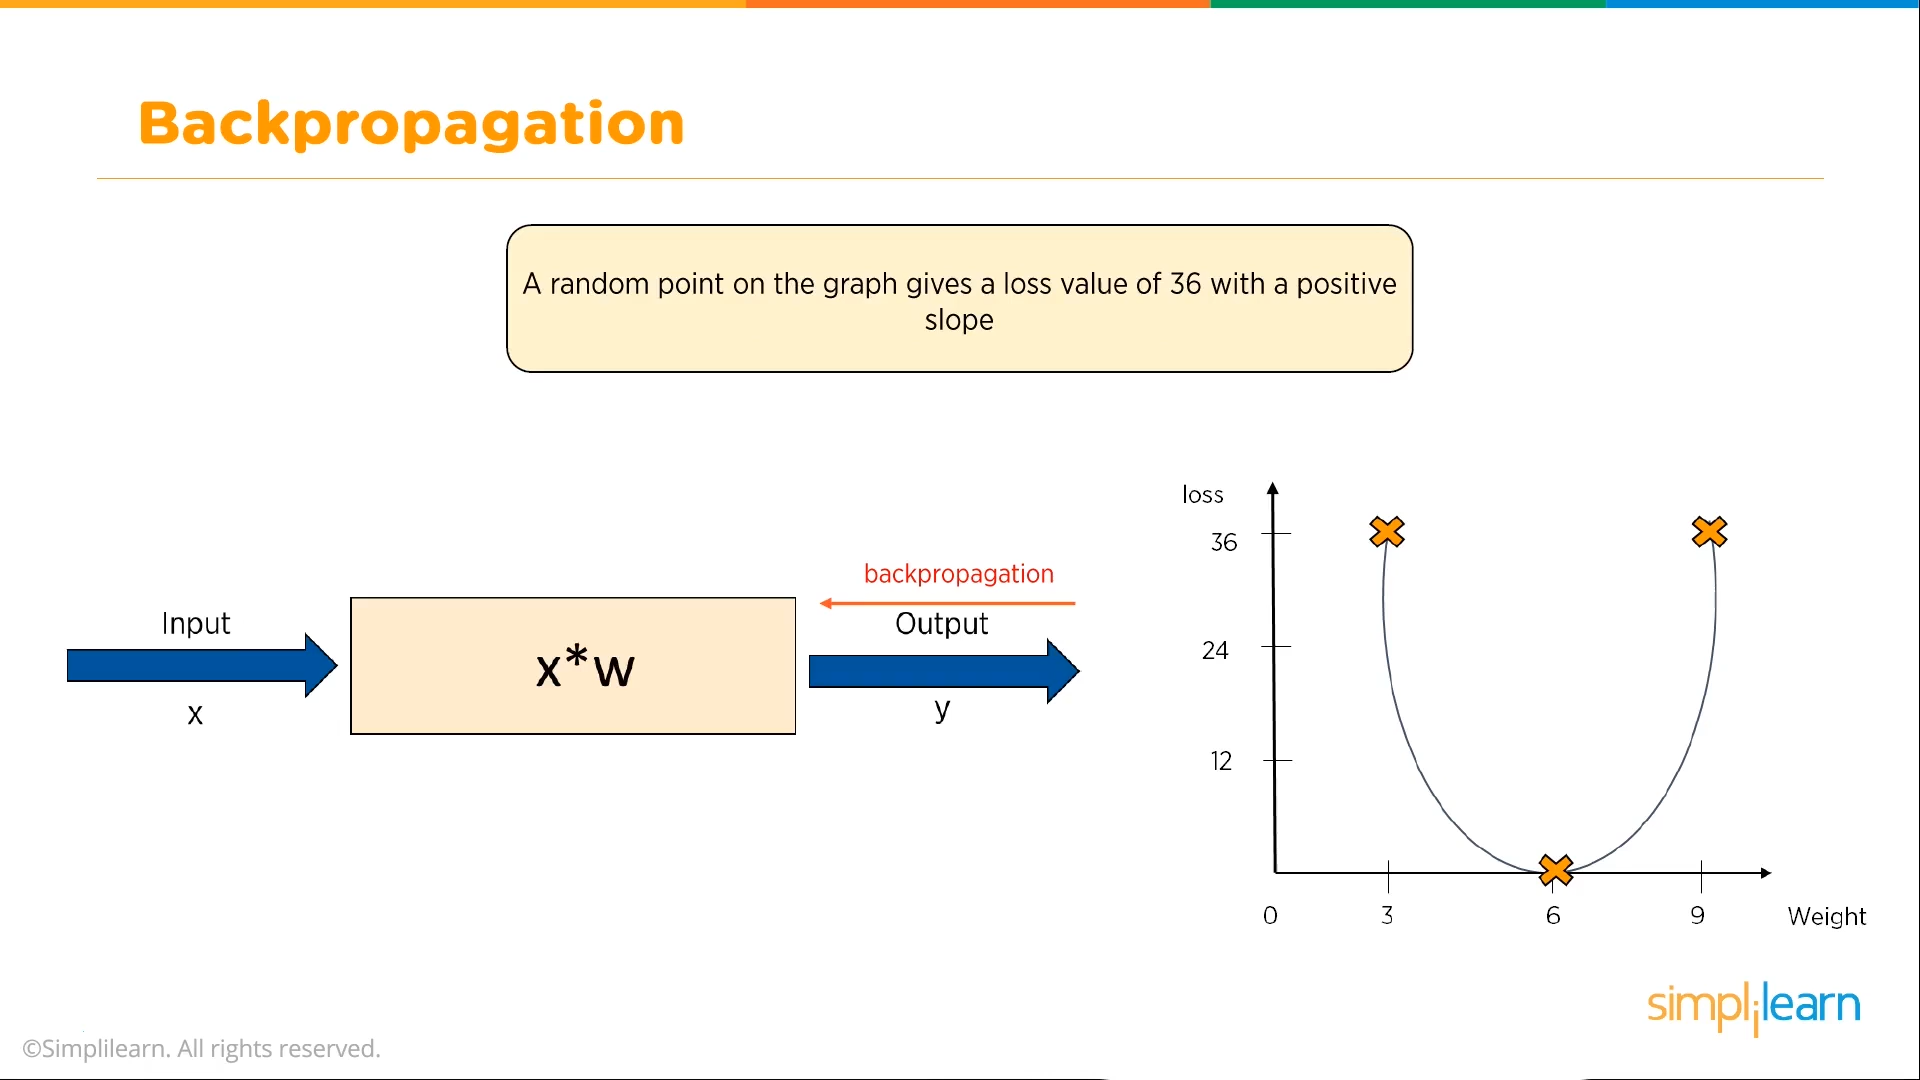 Backpropagation
A random point on the graph gives a loss value of 36 with a positive
slope
loss
36
24
12
0
3
6
9
Weight
backpropagation
Input
x
x*w
Output
y
simplilearn
©Simplilearn. All rights reserved.